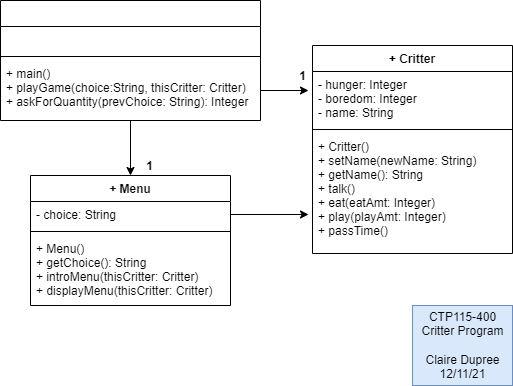 + main()
+ playGame(choice:String, thisCritter: Critter)
+ askForQuantity(prevChoice: String): Integer
1
+ Critter
- hunger: Integer
- boredom: Integer
- name: String
+ Critter()
+ setName(newName: String)
+ getName(): String
+ talk()
+ eat(eatAmt: Integer)
+ play(playAmt: Integer)
+ passTime()
1
+ Menu
- choice: String
+ Menu()
+ getChoice(): String
+ introMenu(thisCritter: Critter)
+ displayMenu(thisCritter: Critter)
CTP115-400
Critter Program
Claire Dupree
12/11/21